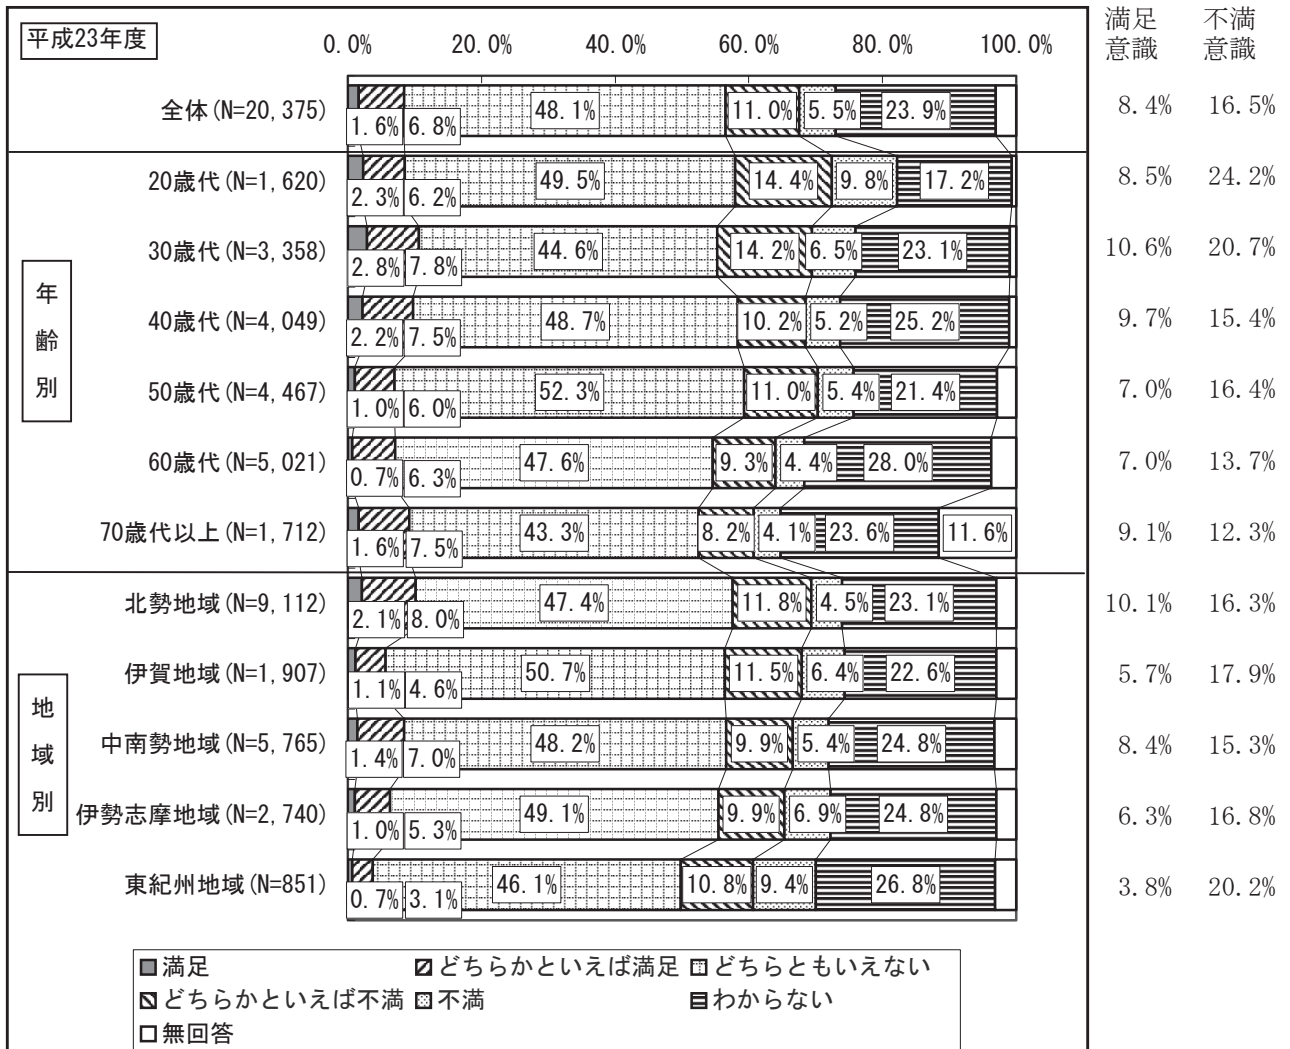 平成23年度
0.0% 20.0% 40.0% 60.0% 80.0% 100.0%
満足意識 不満意識
全体(N=20,375) 1.6% 6.8% 48.1% 11.0% 5.5% 23.9% 8.4% 16.5%
年齢別
20歳代(N=1,620) 2.3% 6.2% 49.5% 14.4% 9.8% 17.2% 8.5% 24.2%
30歳代(N=3,358) 2.8% 7.8% 44.6% 14.2% 6.5% 23.1% 10.6% 20.7%
40歳代(N=4,049) 2.2% 7.5% 48.7% 10.2% 5.2% 25.2% 9.7% 15.4%
50歳代(N=4,467) 1.0% 6.0% 52.3% 11.0% 5.4% 21.4% 7.0% 16.4%
60歳代(N=5,021) 0.7% 6.3% 47.6% 9.3% 4.4% 28.0% 7.0% 13.7%
70歳代以上(N=1,712) 1.6% 7.5% 43.3% 8.2% 4.1% 23.6% 11.6% 9.1% 12.3%
地域別
北勢地域(N=9,112) 2.1% 8.0% 47.4% 11.8% 4.5% 23.1% 10.1% 16.3%
伊賀地域(N=1,907) 1.1% 4.6% 50.7% 11.5% 6.4% 22.6% 5.7% 17.9%
中南勢地域(N=5,765) 1.4% 7.0% 48.2% 9.9% 5.4% 24.8% 8.4% 15.3%
伊勢志摩地域(N=2,740) 1.0% 5.3% 49.1% 9.9% 6.9% 24.8% 6.3% 16.8%
東紀州地域(N=851) 0.7% 3.1% 46.1% 10.8% 9.4% 26.8% 3.8% 20.2%
満足 どちらかといえば満足 どちらともいえない
どちらかといえば不満 不満 わからない
無回答